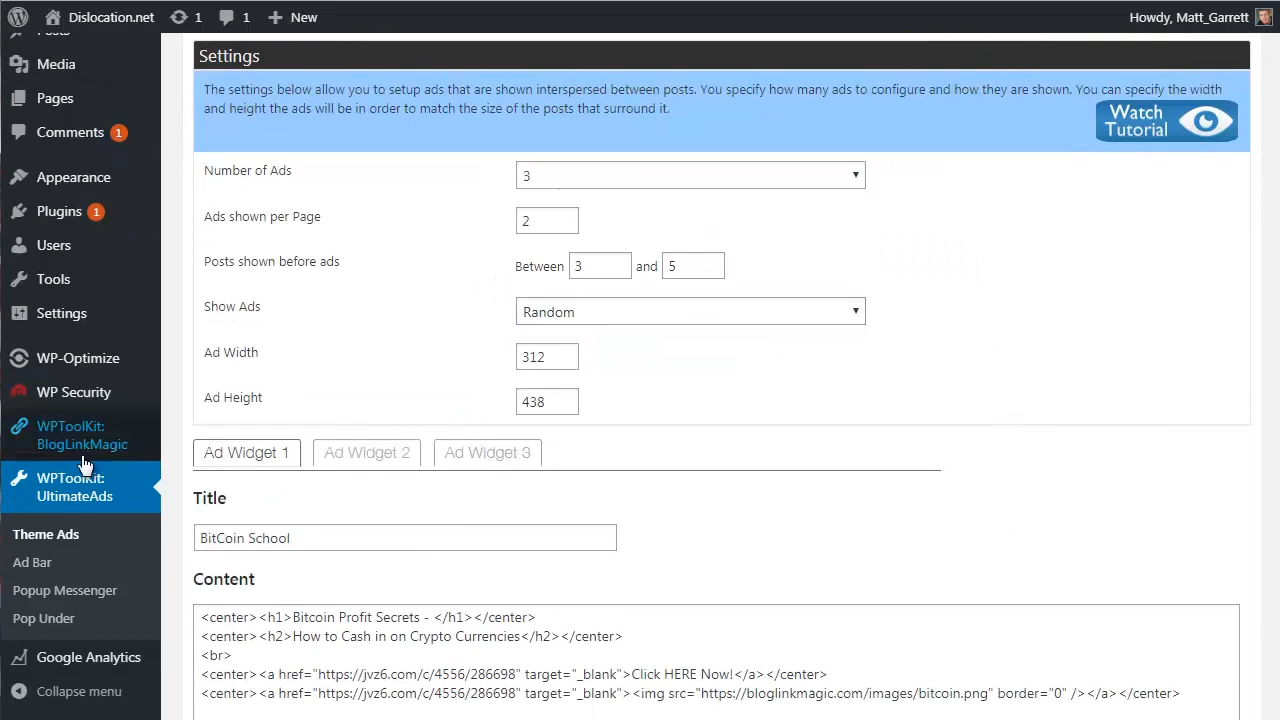 Dislocation.net 1 1 New Howdy, Matt_Garrett
Posts
Media
Pages
Comments 1
Appearance
Plugins 1
Users
Tools
Settings
WP-Optimize
WP Security
WPToolKit:
BlogLinkMagic
WPToolKit:
UltimateAds
Theme Ads
Ad Bar
Popup Messenger
Pop Under
Google Analytics
Collapse menu
Settings
The settings below allow you to setup ads that are shown interspersed between posts. You specify how many ads to configure and how they are shown. You can specify the width
and height the ads will be in order to match the size of the posts that surround it.
Watch
Tutorial
Number of Ads 3
Ads shown per Page 2
Posts shown before ads Between 3 and 5
Show Ads Random
Ad Width 312
Ad Height 438
Ad Widget 1 Ad Widget 2 Ad Widget 3
Title
BitCoin School
Content
<center><h1>Bitcoin Profit Secrets - </h1></center>
<center><h2>How to Cash in on Crypto Currencies</h2></center>
<br>
<center><a href="https://jvz6.com/c/4556/286698" target="_blank">Click HERE Now!</a></center>
<center><a href="https://jvz6.com/c/4556/286698" target="_blank"><img src="https://bloglinkmagic.com/images/bitcoin.png" border="0" /></a></center>